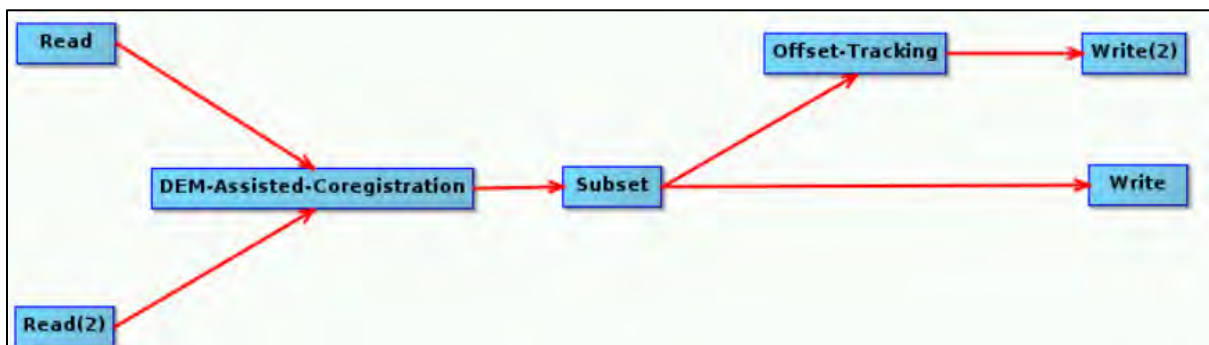 Read
Offset-Tracking
Write(2)
DEM-Assisted-Coregistration
Subset
Write
Read(2)